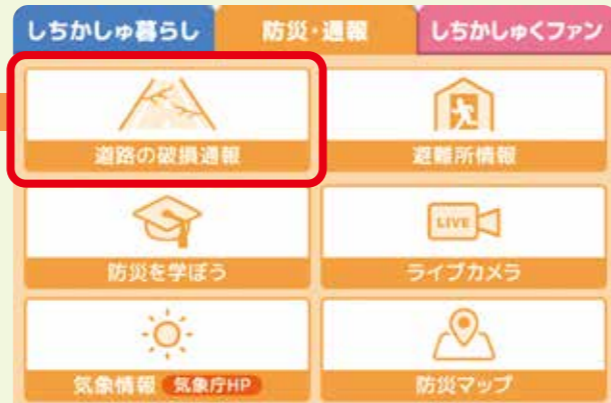 しちかしゅ暮らし 防災・通報 しちかしゅくファン
道路の破損通報 避難所情報
LIVE
防災を学ぼう ライブカメラ
気象情報 気象庁HP 防災マップ